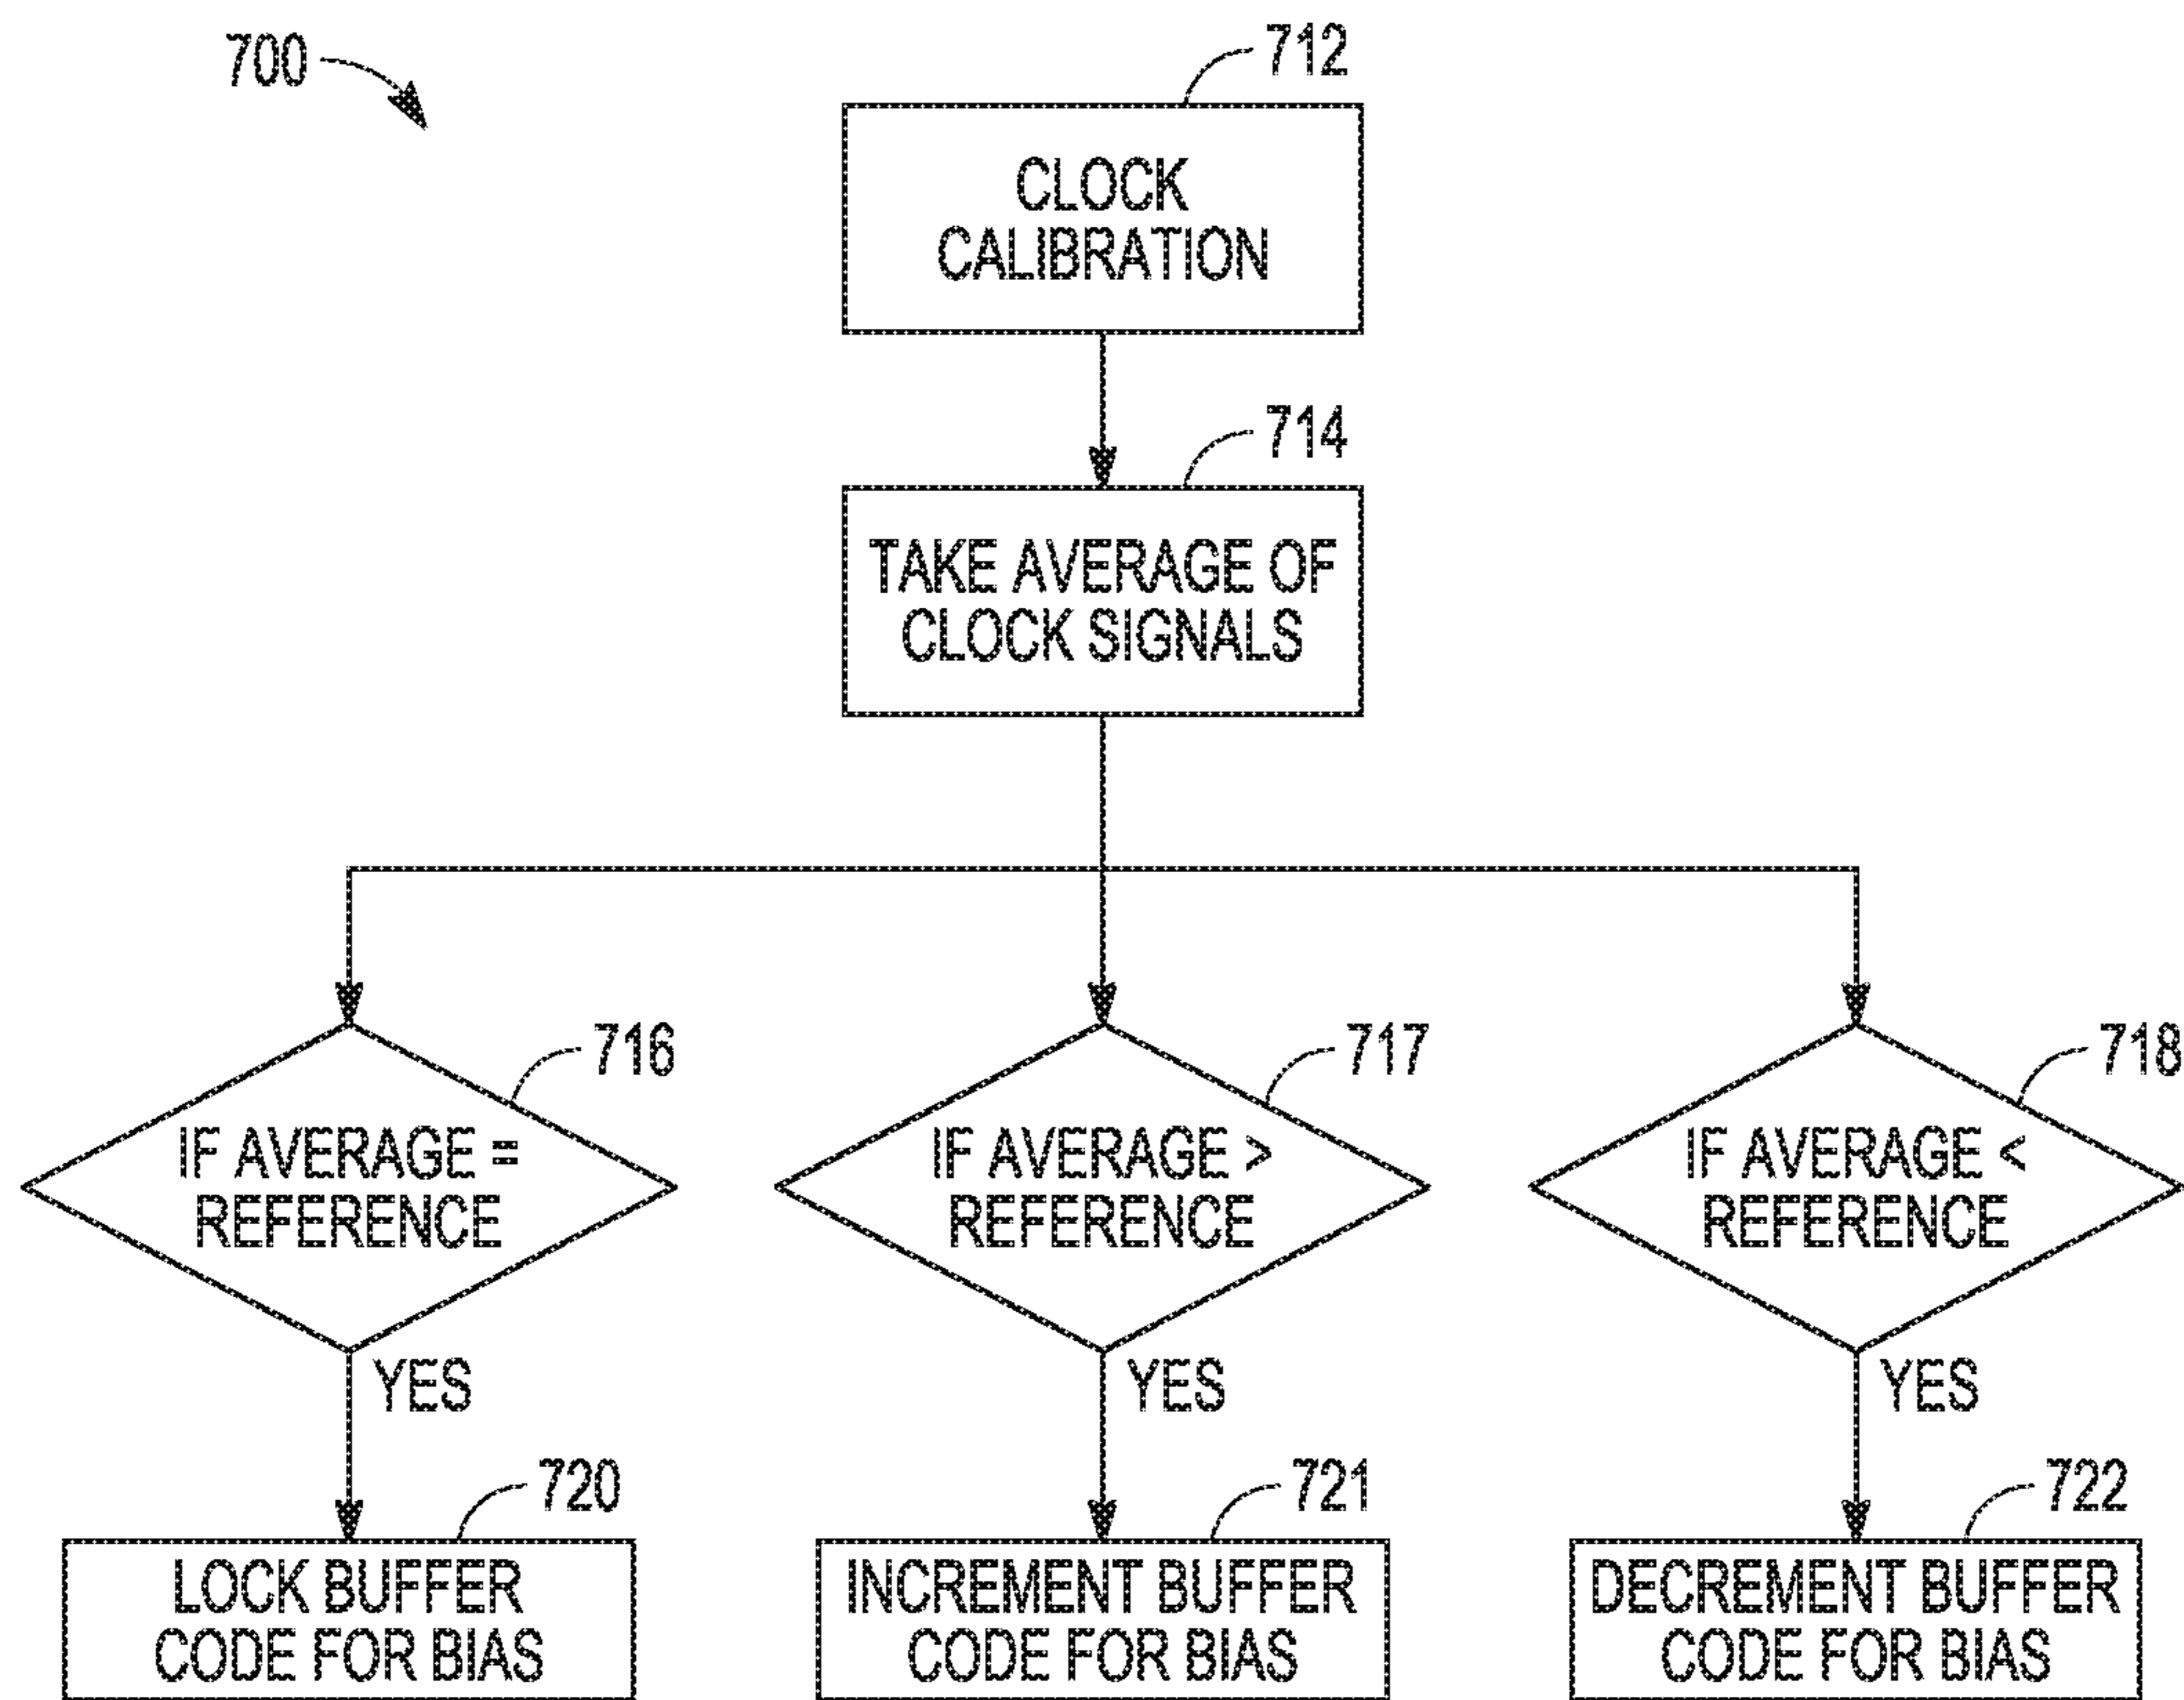 700
712
CLOCK
CALIBRATION
714
TAKE AVERAGE OF
CLOCK SIGNALS
716
IF AVERAGE =
REFERENCE
717
IF AVERAGE >
REFERENCE
718
IF AVERAGE <
REFERENCE
YES
YES
YES
720
LOCK BUFFER
CODE FOR BIAS
721
INCREMENT BUFFER
CODE FOR BIAS
722
DECREMENT BUFFER
CODE FOR BIAS